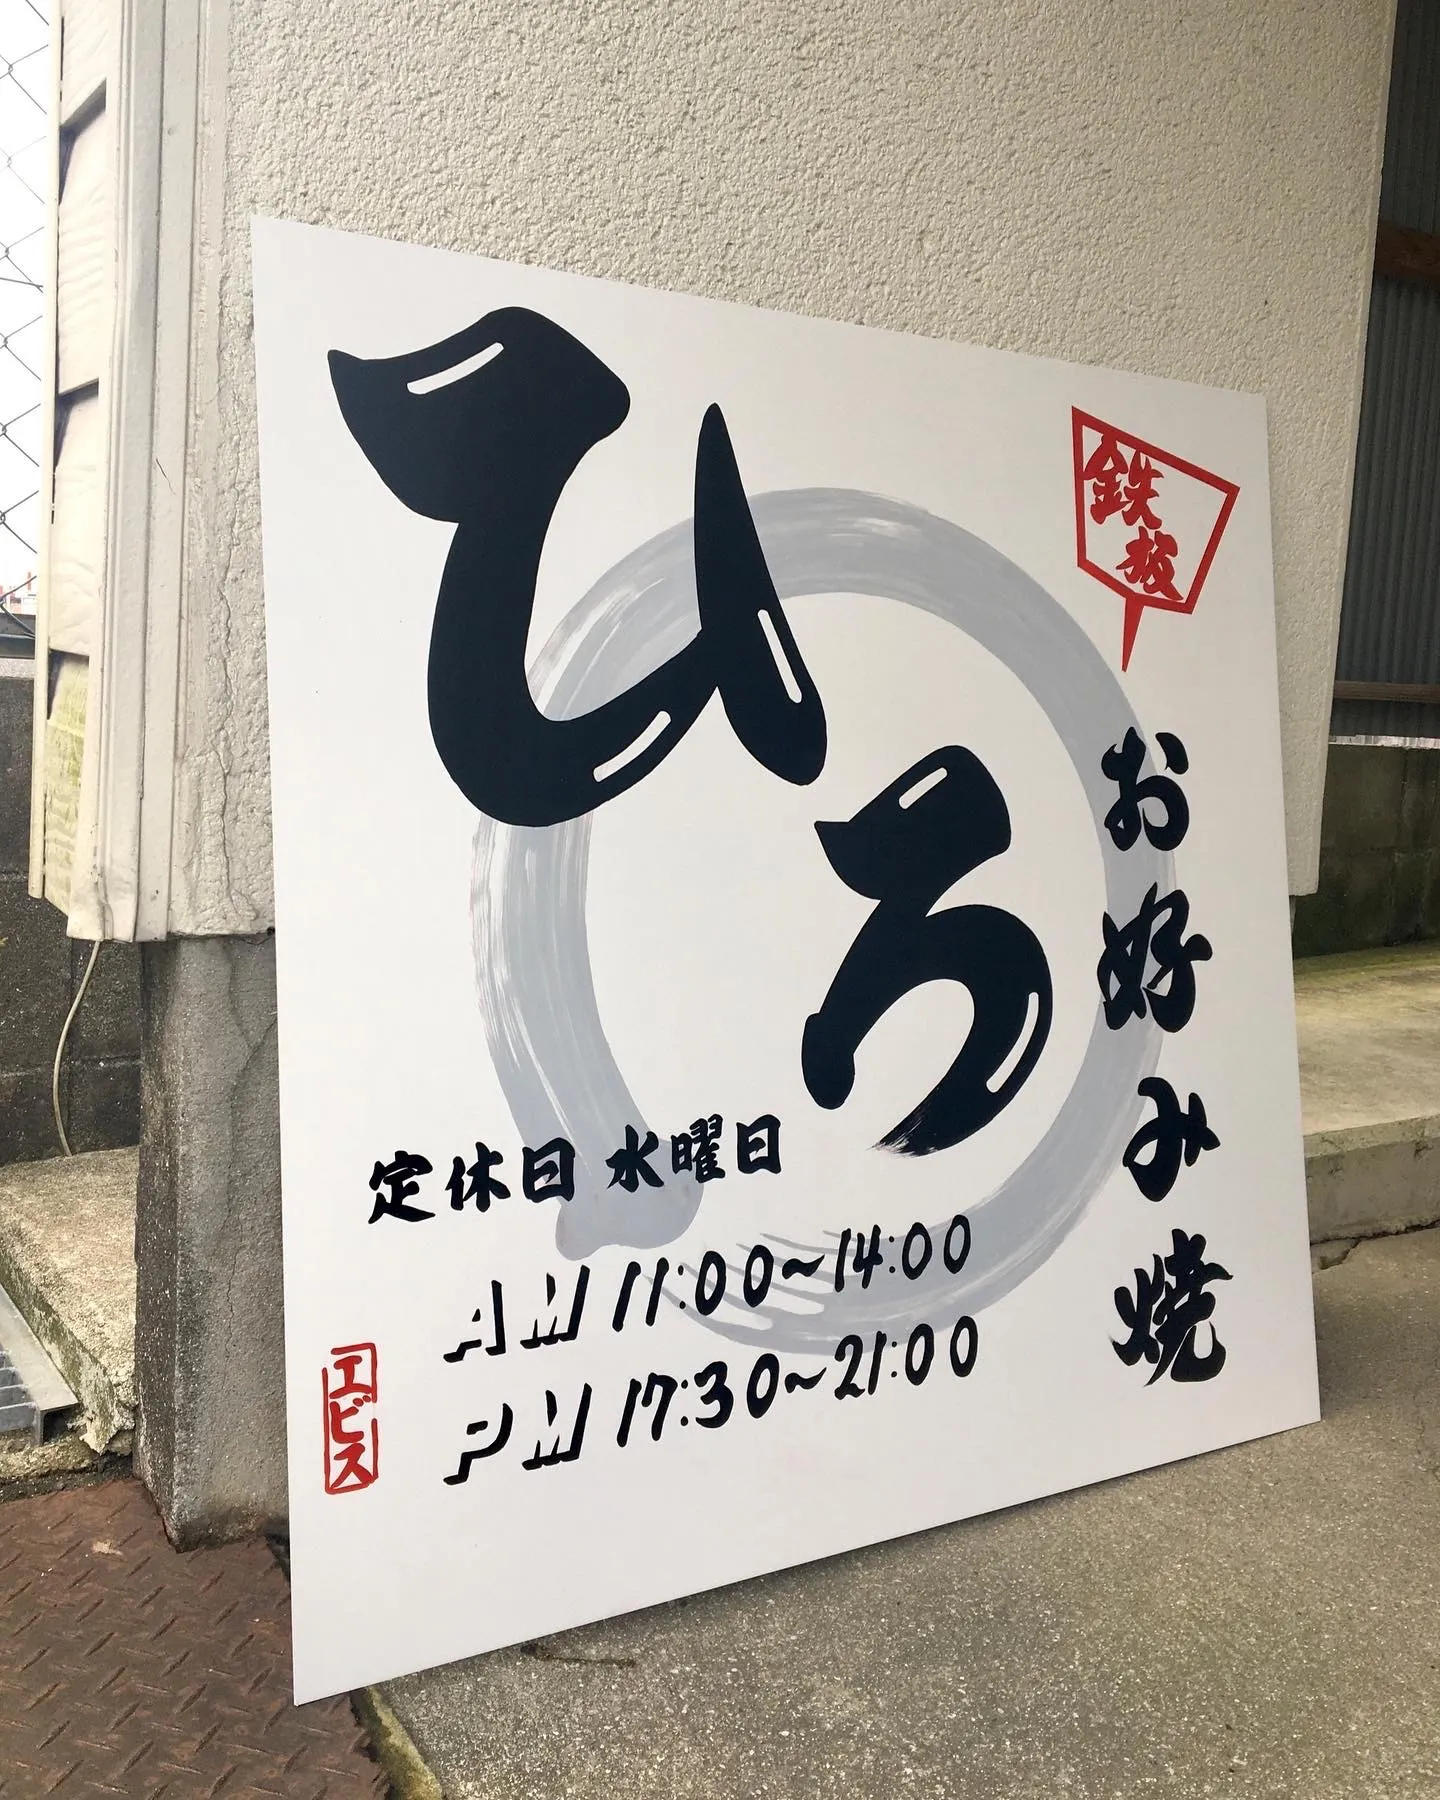 鉄板
お好み焼
ひろ
定休日 水曜日
AM 11:00~14:00
PM 17:30~21:00
エビス